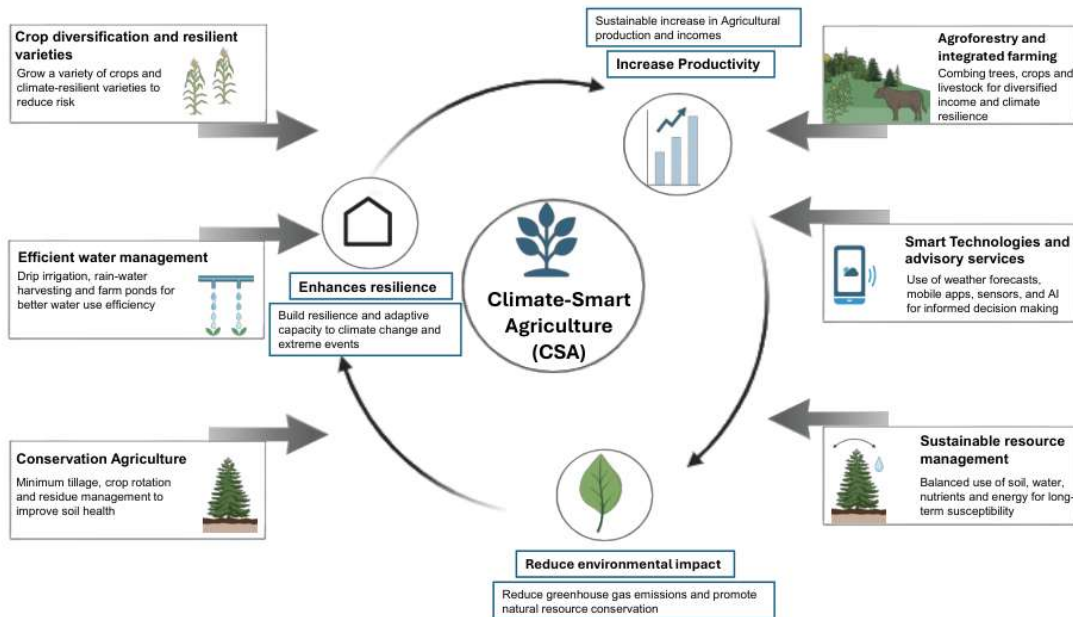 Crop diversification and resilient
varieties
Grow a variety of crops and
climate-resilient varieties to
reduce risk
Sustainable increase in Agricultural
production and incomes
Increase Productivity
Agroforestry and
integrated farming
Combing trees, crops and
livestock for diversified
income and climate
resilience
Efficient water management
Drip irrigation, rain-water
harvesting and farm ponds for
better water use efficiency
Enhances resilience
Build resilience and adaptive
capacity to climate change and
extreme events
Climate-Smart
Agriculture
(CSA)
Smart Technologies and
advisory services
Use of weather forecasts,
mobile apps, sensors, and AI
for informed decision making
Conservation Agriculture
Minimum tillage, crop rotation
and residue management to
improve soil health
Sustainable resource
management
Balanced use of soil, water,
nutrients and energy for long-
term susceptibility
Reduce environmental impact
Reduce greenhouse gas emissions and promote
natural resource conservation